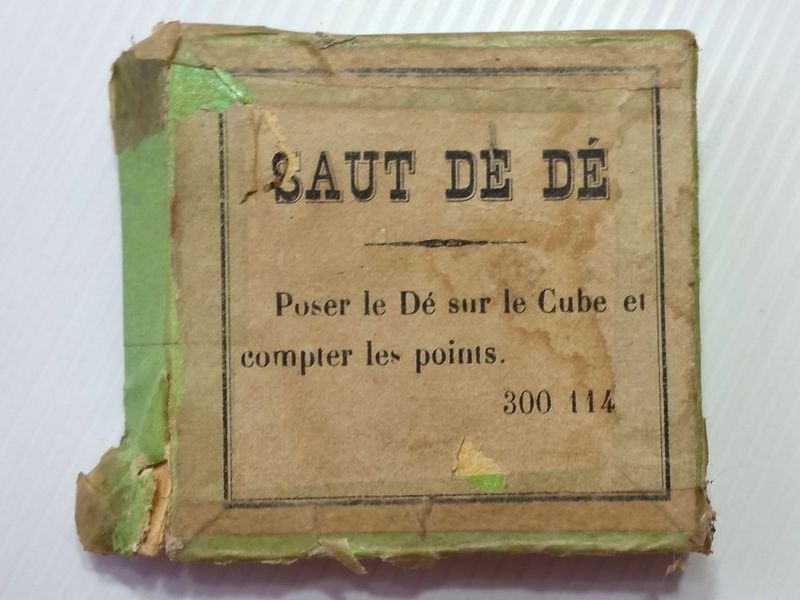 SAUT DE DÉ
Poser le Dé sur le Cube et
compter les points.
300 114